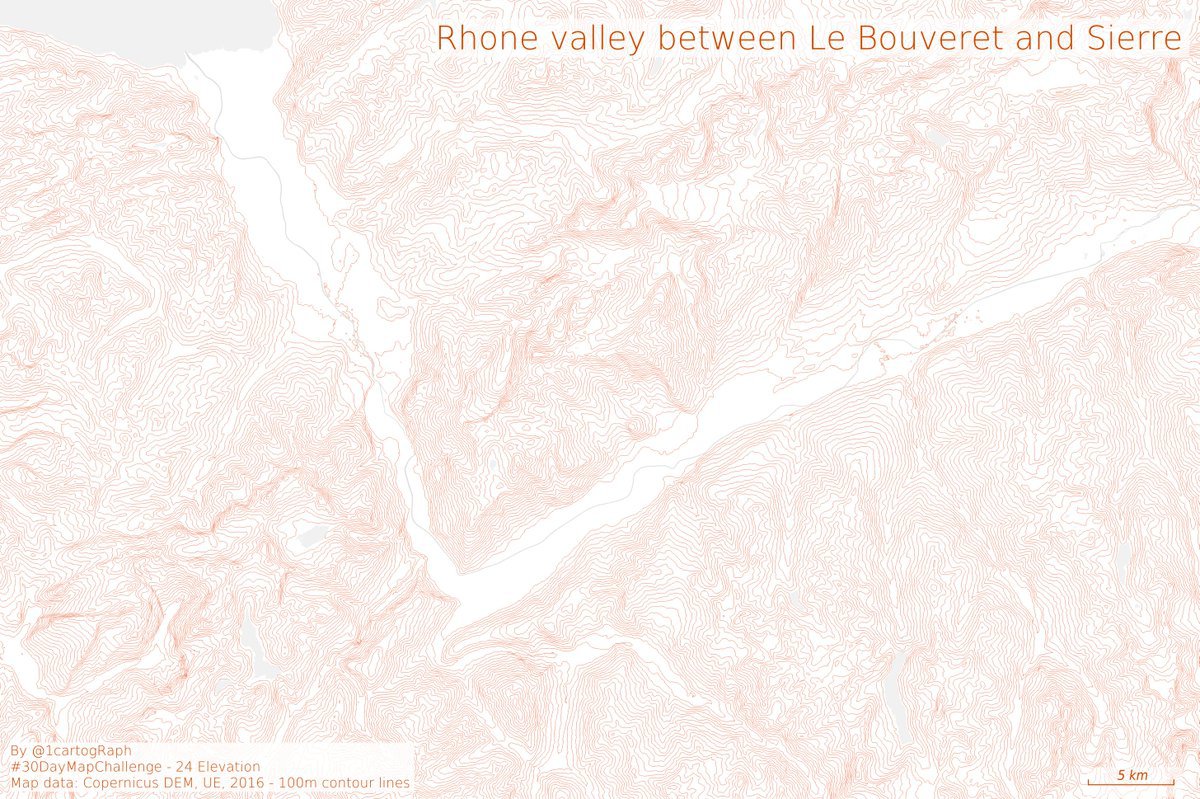 Rhone valley between Le Bouveret and Sierre
By @1cartogRaph
#30DayMapChallenge - 24 Elevation
Map data: Copernicus DEM, UE, 2016 - 100m contour lines
5 km